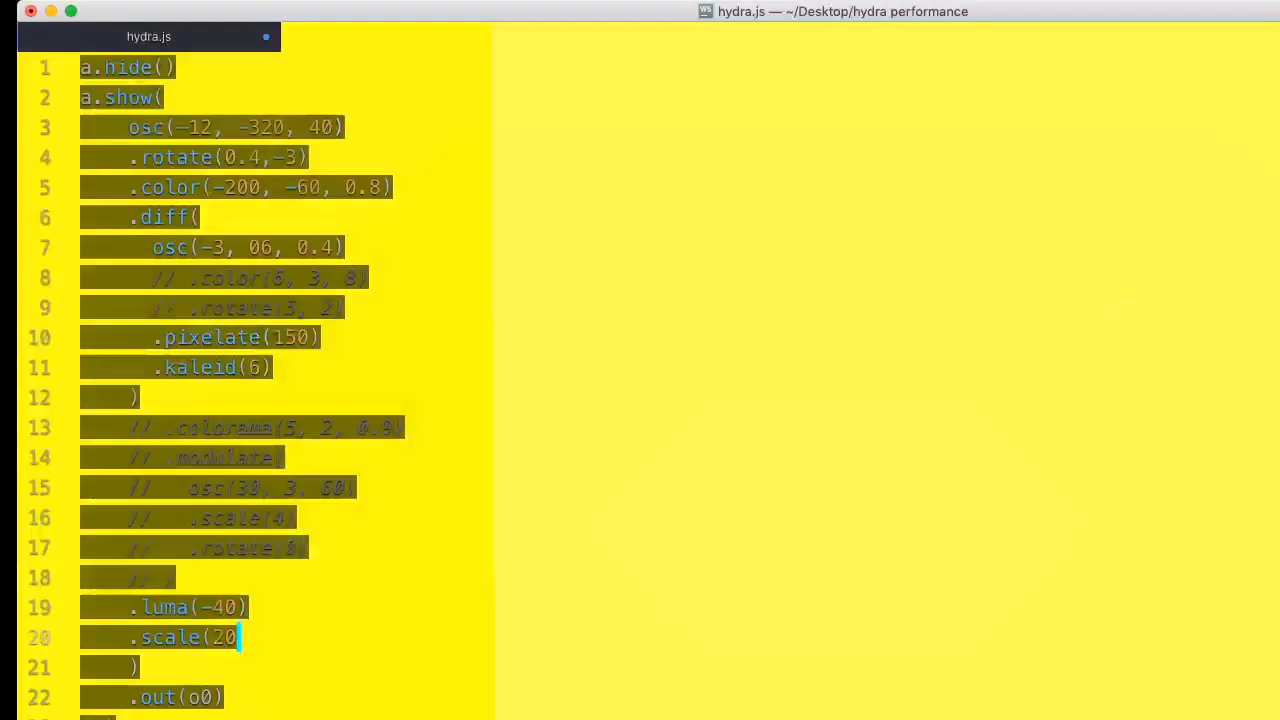 hydra.js — ~/Desktop/hydra performance
hydra.js
1 a.hide()
2 a.show(
3 osc(-12, -320, 40)
4 .rotate(0.4,-3)
5 .color(-200, -60, 0.8)
6 .diff(
7 osc(-3, 06, 0.4)
8 // .color(6, 3, 8)
9 // .rotate(5, 2)
10 .pixelate(150)
11 .kaleid(6)
12 )
13 // .colorama(5, 2, 0.9)
14 // .modulate(
15 // osc(30, 3, 60)
16 // .scale(4)
17 // .rotate(0)
18 // )
19 .luma(-40)
20 .scale(20
21 )
22 .out(o0)